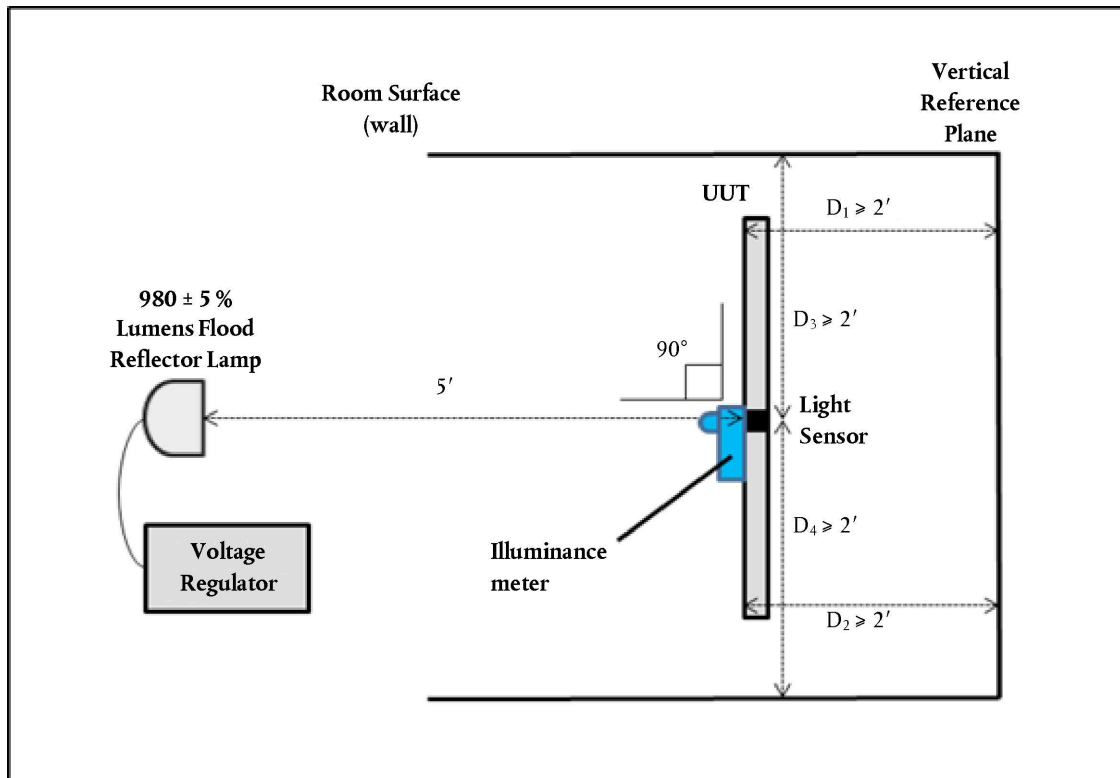 Room Surface
(wall)
Vertical
Reference
Plane
UUT
D₁ ⩾ 2′
980 ± 5 %
Lumens Flood
Reflector Lamp
D₃ ⩾ 2′
90°
5′
Light
Sensor
D₄ ⩾ 2′
Voltage
Regulator
Illuminance
meter
D₂ ⩾ 2′